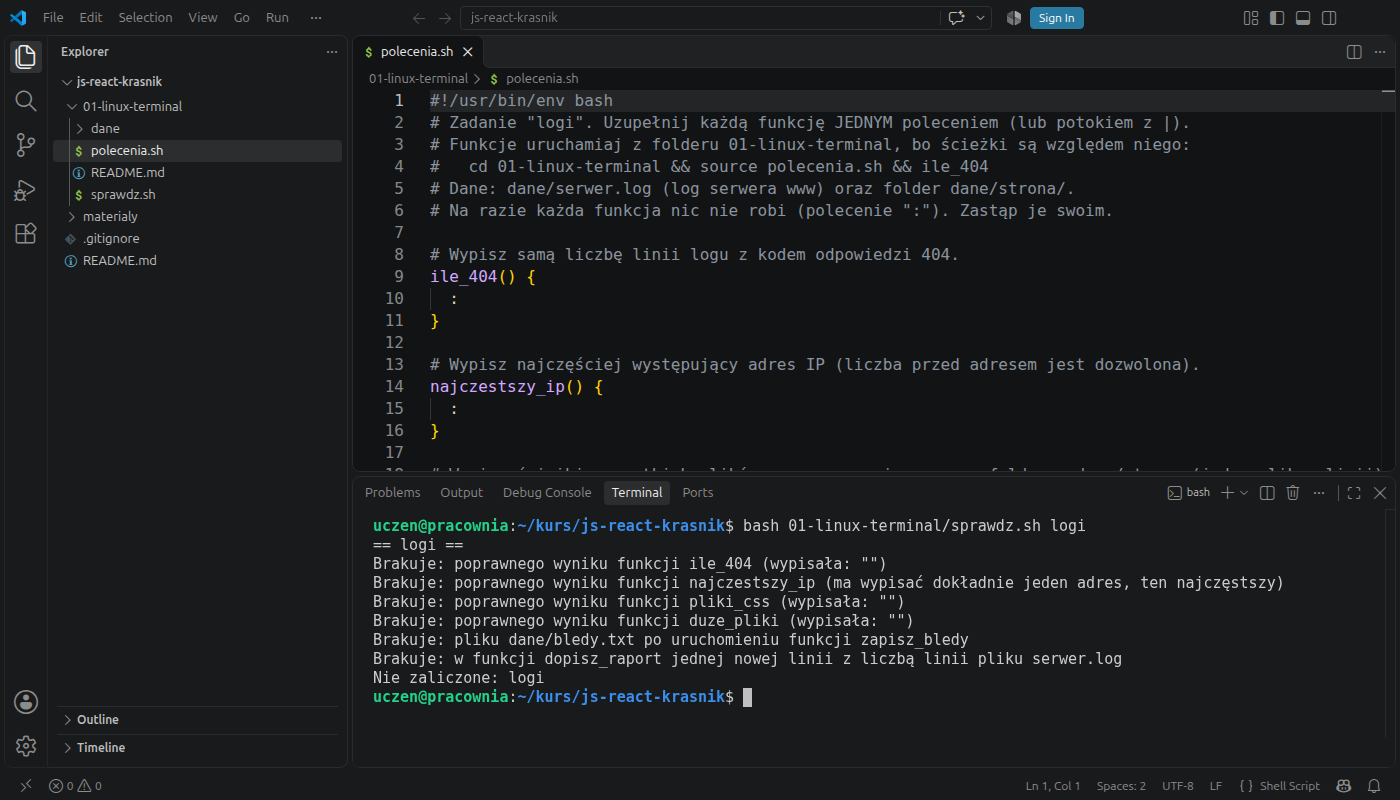 File Edit Selection View Go Run ···
js-react-krasnik
Sign In
Explorer
js-react-krasnik
01-linux-terminal
dane
$ polecenia.sh
README.md
$ sprawdz.sh
materialy
.gitignore
README.md
Outline
Timeline
$ polecenia.sh
01-linux-terminal > $ polecenia.sh
1 #!/usr/bin/env bash
2 # Zadanie "logi". Uzupełnij każdą funkcję JEDNYM poleceniem (lub potokiem z |).
3 # Funkcje uruchamiaj z folderu 01-linux-terminal, bo ścieżki są względem niego:
4 #   cd 01-linux-terminal && source polecenia.sh && ile_404
5 # Dane: dane/serwer.log (log serwera www) oraz folder dane/strona/.
6 # Na razie każda funkcja nic nie robi (polecenie ":"). Zastąp je swoim.
7
8 # Wypisz samą liczbę linii logu z kodem odpowiedzi 404.
9 ile_404() {
10   :
11 }
12
13 # Wypisz najczęściej występujący adres IP (liczba przed adresem jest dozwolona).
14 najczestszy_ip() {
15   :
16 }
17
Problems Output Debug Console Terminal Ports
bash
uczen@pracownia:~/kurs/js-react-krasnik$ bash 01-linux-terminal/sprawdz.sh logi
== logi ==
Brakuje: poprawnego wyniku funkcji ile_404 (wypisała: "")
Brakuje: poprawnego wyniku funkcji najczestszy_ip (ma wypisać dokładnie jeden adres, ten najczęstszy)
Brakuje: poprawnego wyniku funkcji pliki_css (wypisała: "")
Brakuje: poprawnego wyniku funkcji duze_pliki (wypisała: "")
Brakuje: pliku dane/bledy.txt po uruchomieniu funkcji zapisz_bledy
Brakuje: w funkcji dopisz_raport jednej nowej linii z liczbą linii pliku serwer.log
Nie zaliczone: logi
uczen@pracownia:~/kurs/js-react-krasnik$
0 0
Ln 1, Col 1 Spaces: 2 UTF-8 LF { } Shell Script